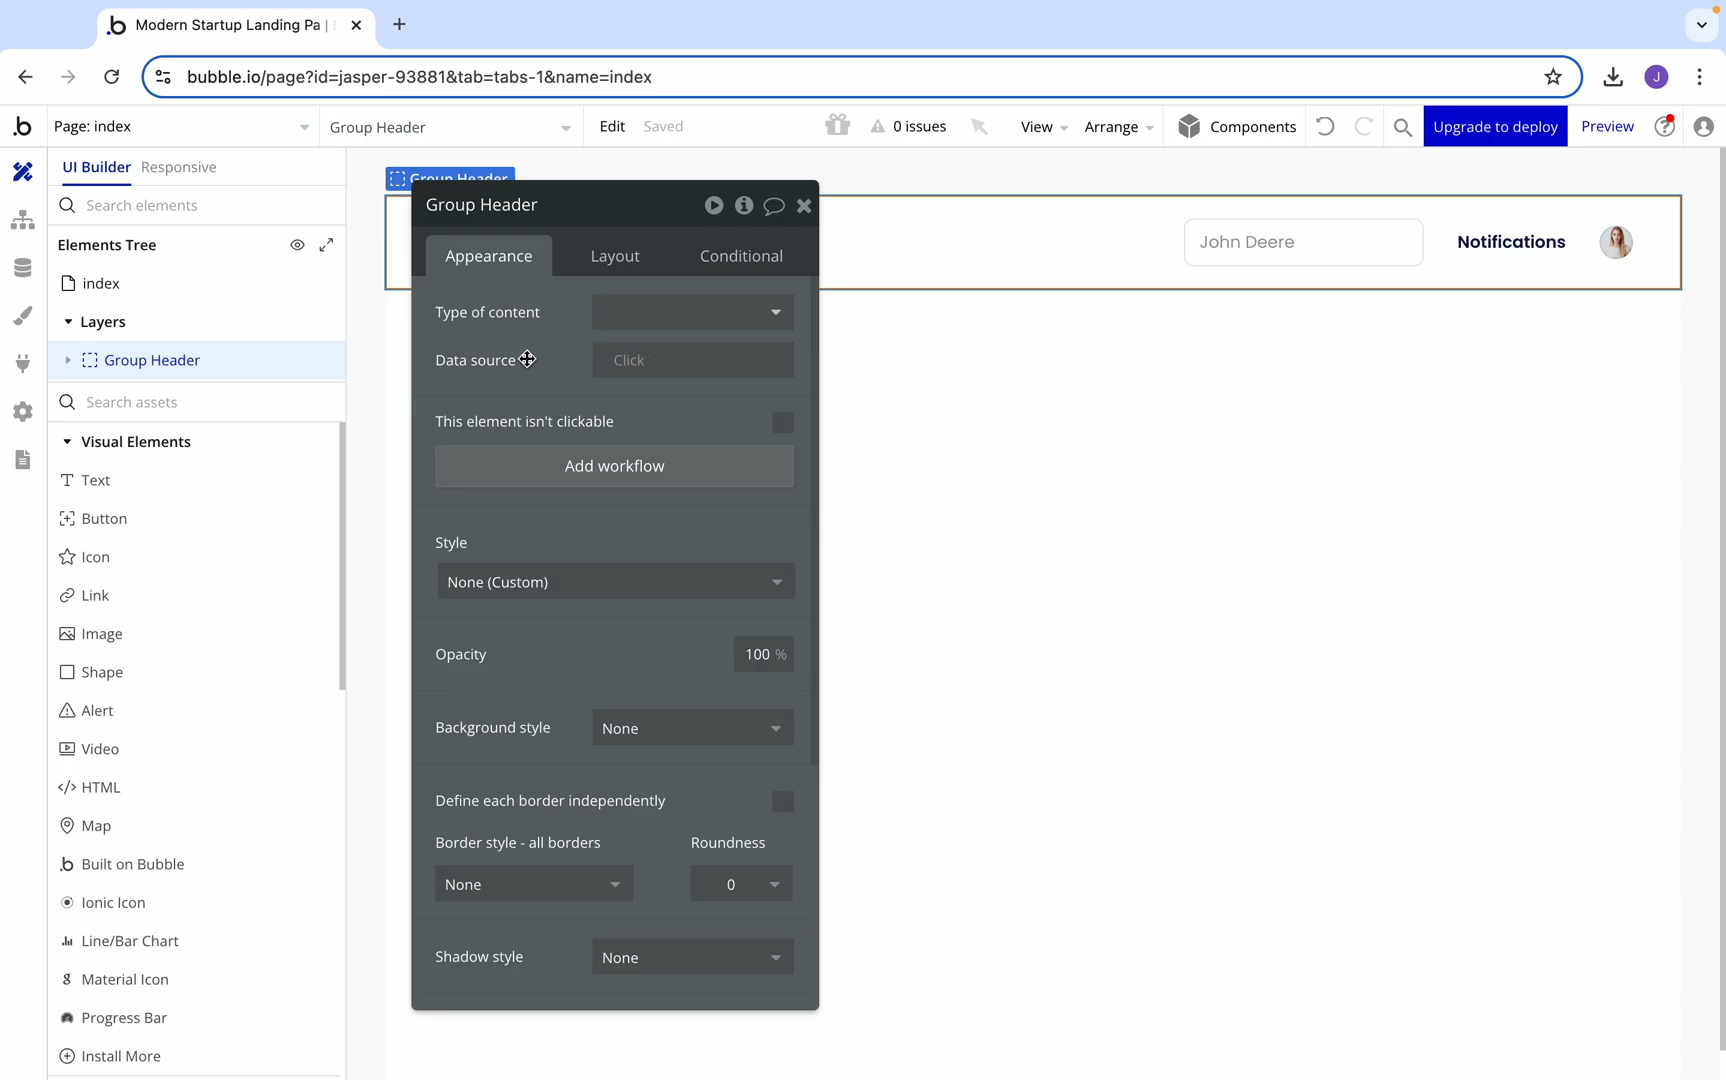 Modern Startup Landing Pa |
bubble.io/page?id=jasper-93881&tab=tabs-1&name=index
J
Page: index
Group Header
Edit
Saved
0 issues
View
Arrange
Components
Upgrade to deploy
Preview
UI Builder
Responsive
Search elements
Elements Tree
index
Layers
Group Header
Search assets
Visual Elements
Text
Button
Icon
Link
Image
Shape
Alert
Video
HTML
Map
Built on Bubble
Ionic Icon
Line/Bar Chart
Material Icon
Progress Bar
Install More
Group Header
Group Header
Appearance
Layout
Conditional
Type of content
Data source
Click
This element isn't clickable
Add workflow
Style
None (Custom)
Opacity
100 %
Background style
None
Define each border independently
Border style - all borders
Roundness
None
0
Shadow style
None
John Deere
Notifications